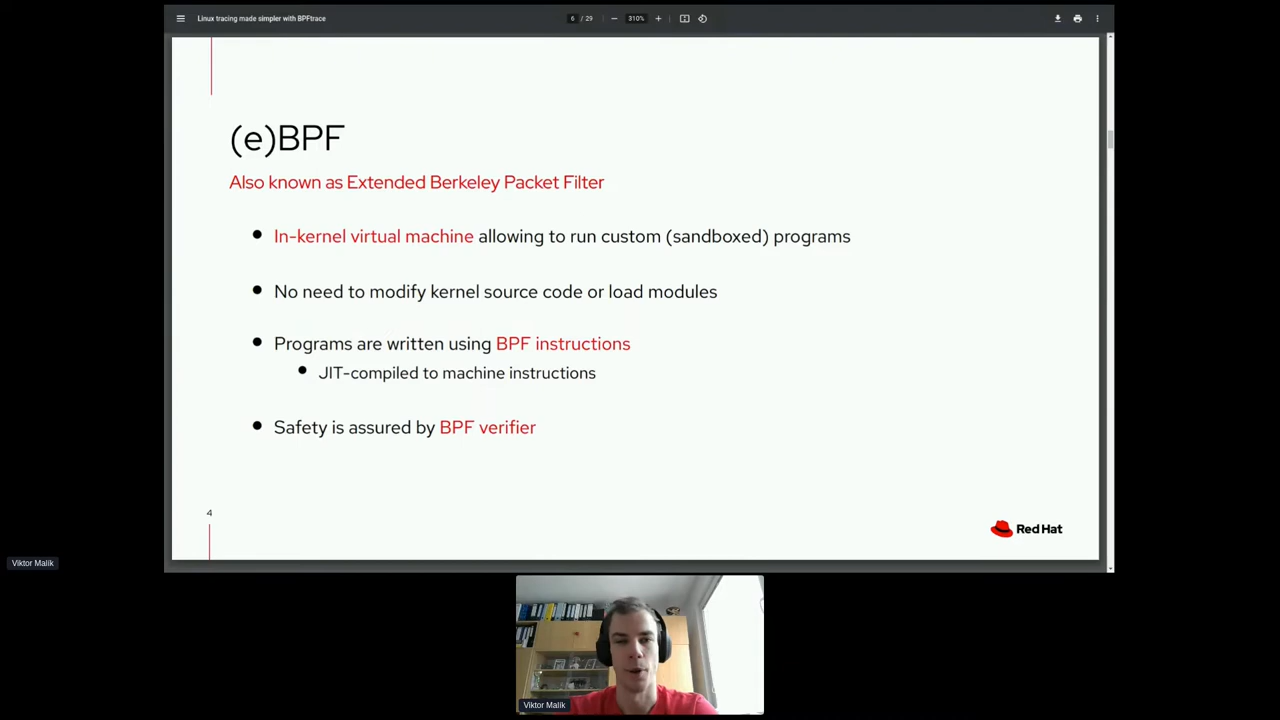 Linux tracing made simpler with BPFtrace
6 / 29
310%
(e)BPF
Also known as Extended Berkeley Packet Filter
In-kernel virtual machine allowing to run custom (sandboxed) programs
No need to modify kernel source code or load modules
Programs are written using BPF instructions
JIT-compiled to machine instructions
Safety is assured by BPF verifier
4
Red Hat
Viktor Malík
Viktor Malík